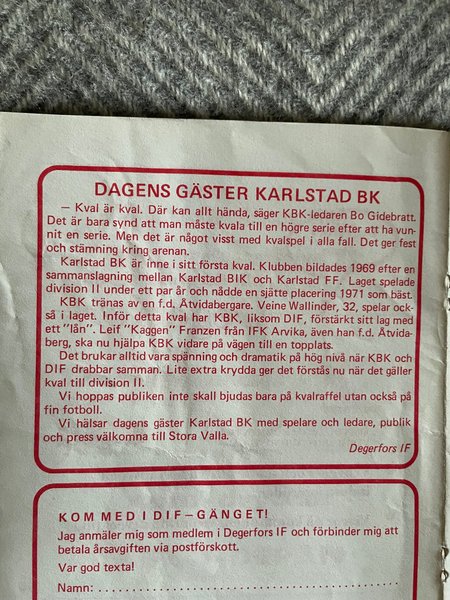 DAGENS GÄSTER KARLSTAD BK
— Kval är kval. Där kan allt hända, säger KBK-ledaren Bo Gidebratt.
Det är bara synd att man måste kvala till en högre serie efter att ha vun-
nit en serie. Men det är något visst med kvalspel i alla fall. Det ger fest
och stämning kring arenan.
Karlstad BK är inne i sitt första kval. Klubben bildades 1969 efter en
sammanslagning mellan Karlstad BIK och Karlstad FF. Laget spelade
division II under ett par år och nådde en sjätte placering 1971 som bäst.
KBK tränas av en f.d. Åtvidabergare. Veine Wallinder, 32, spelar ock-
så i laget. Inför detta kval har KBK, liksom DIF, förstärkt sitt lag med
ett "lån". Leif "Kaggen" Franzen från IFK Arvika, även han f.d. Åtvida-
berg, ska nu hjälpa KBK vidare på vägen till en topplats.
Det brukar alltid vara spänning och dramatik på hög nivå när KBK och
DIF drabbar samman. Lite extra krydda ger det förstås nu när det gäller
kval till division II.
Vi hoppas publiken inte skall bjudas bara på kvalraffel utan också på
fin fotboll.
Vi hälsar dagens gäster Karlstad BK med spelare och ledare, publik
och press välkomna till Stora Valla.
Degerfors IF
KOM MED I DIF–GÄNGET!
Jag anmäler mig som medlem i Degerfors IF och förbinder mig att
betala årsavgiften via postförskott.
Var god texta!
Namn: ........................................